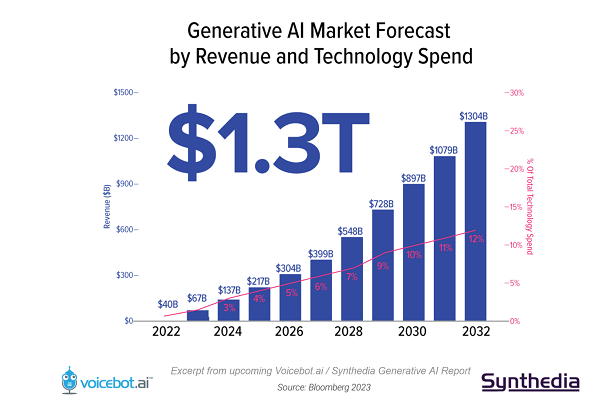 Generative AI Market Forecast
by Revenue and Technology Spend
$1.3T
Revenue ($B)
$1500
$1200
$900
$600
$300
$0
$40B
$67B
$137B
$217B
$304B
$399B
$548B
$728B
$897B
$1079B
$1304B
3%
4%
5%
6%
7%
9%
10%
11%
12%
30%
25%
20%
15%
10%
5%
0%
% Of Total Technology Spend
2022 2024 2026 2028 2030 2032
Excerpt from upcoming Voicebot.ai / Synthedia Generative AI Report
Source: Bloomberg 2023
voicebot.ai™
Synthedia